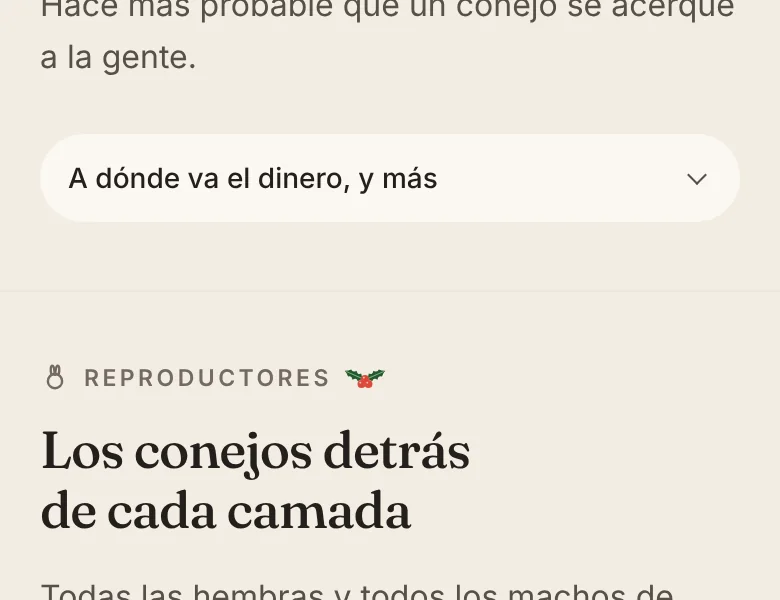 Hace más probable que un conejo se acerque
a la gente.
A dónde va el dinero, y más
REPRODUCTORES
Los conejos detrás
de cada camada
Todas las hembras y todos los machos de